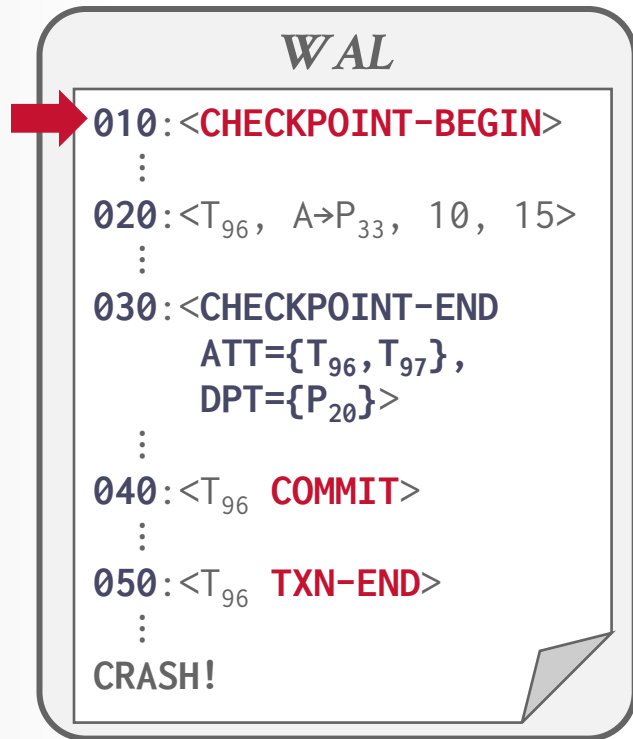 WAL
010:<CHECKPOINT-BEGIN>
⋮
020:<T₉₆, A→P₃₃, 10, 15>
⋮
030:<CHECKPOINT-END
ATT={T₉₆,T₉₇},
DPT={P₂₀}>
⋮
040:<T₉₆ COMMIT>
⋮
050:<T₉₆ TXN-END>
⋮
CRASH!